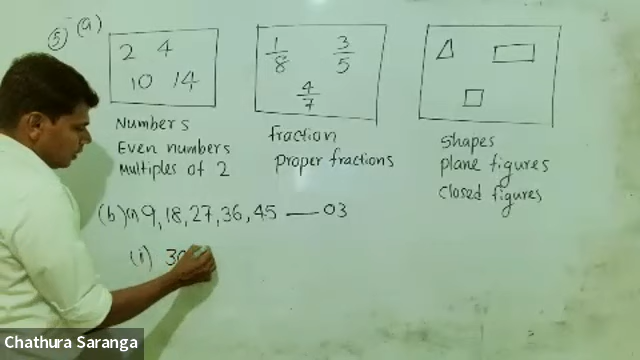 5 (a)
2 4
10 14
1/8 3/5
4/7
Numbers
Even numbers
Multiples of 2
fraction
proper fractions
shapes
plane figures
closed figures
(b) (i) 9, 18, 27, 36, 45 — 03
(i) 30
Chathura Saranga